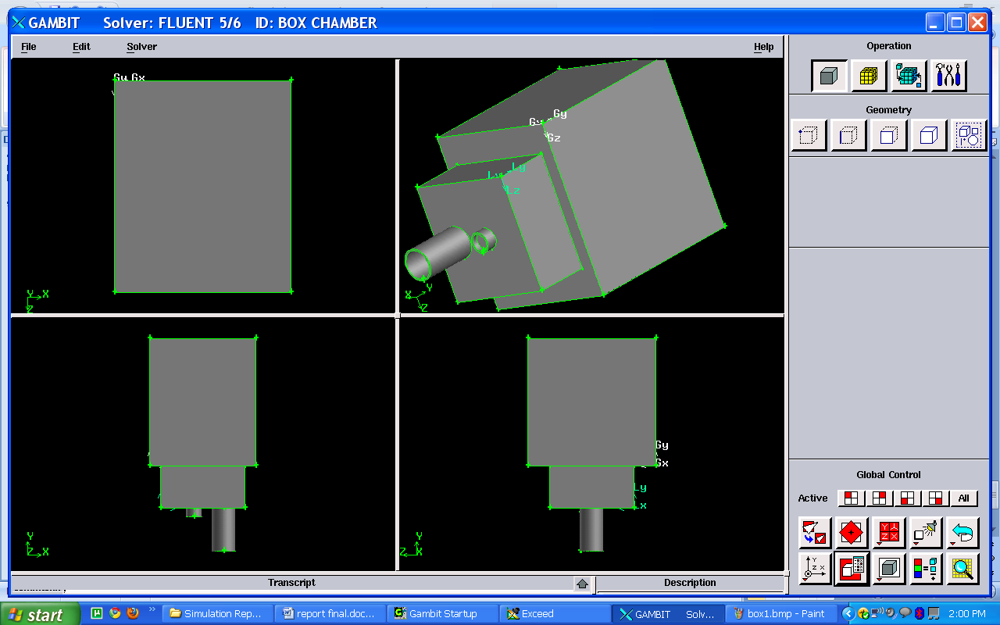 GAMBIT Solver: FLUENT 5/6 ID: BOX CHAMBER
File Edit Solver Help
Operation
Geometry
Gy Gx
Y X
Z
Gy
Gz
Ly
Lz
X Y
Z
Y
Z X
Gy
Gx
Ly
Y
Z X
Global Control
Active All
Transcript Description
start Simulation Rep... report final.doc... Gambit Startup Exceed GAMBIT Solv... box1.bmp - Paint 2:00 PM